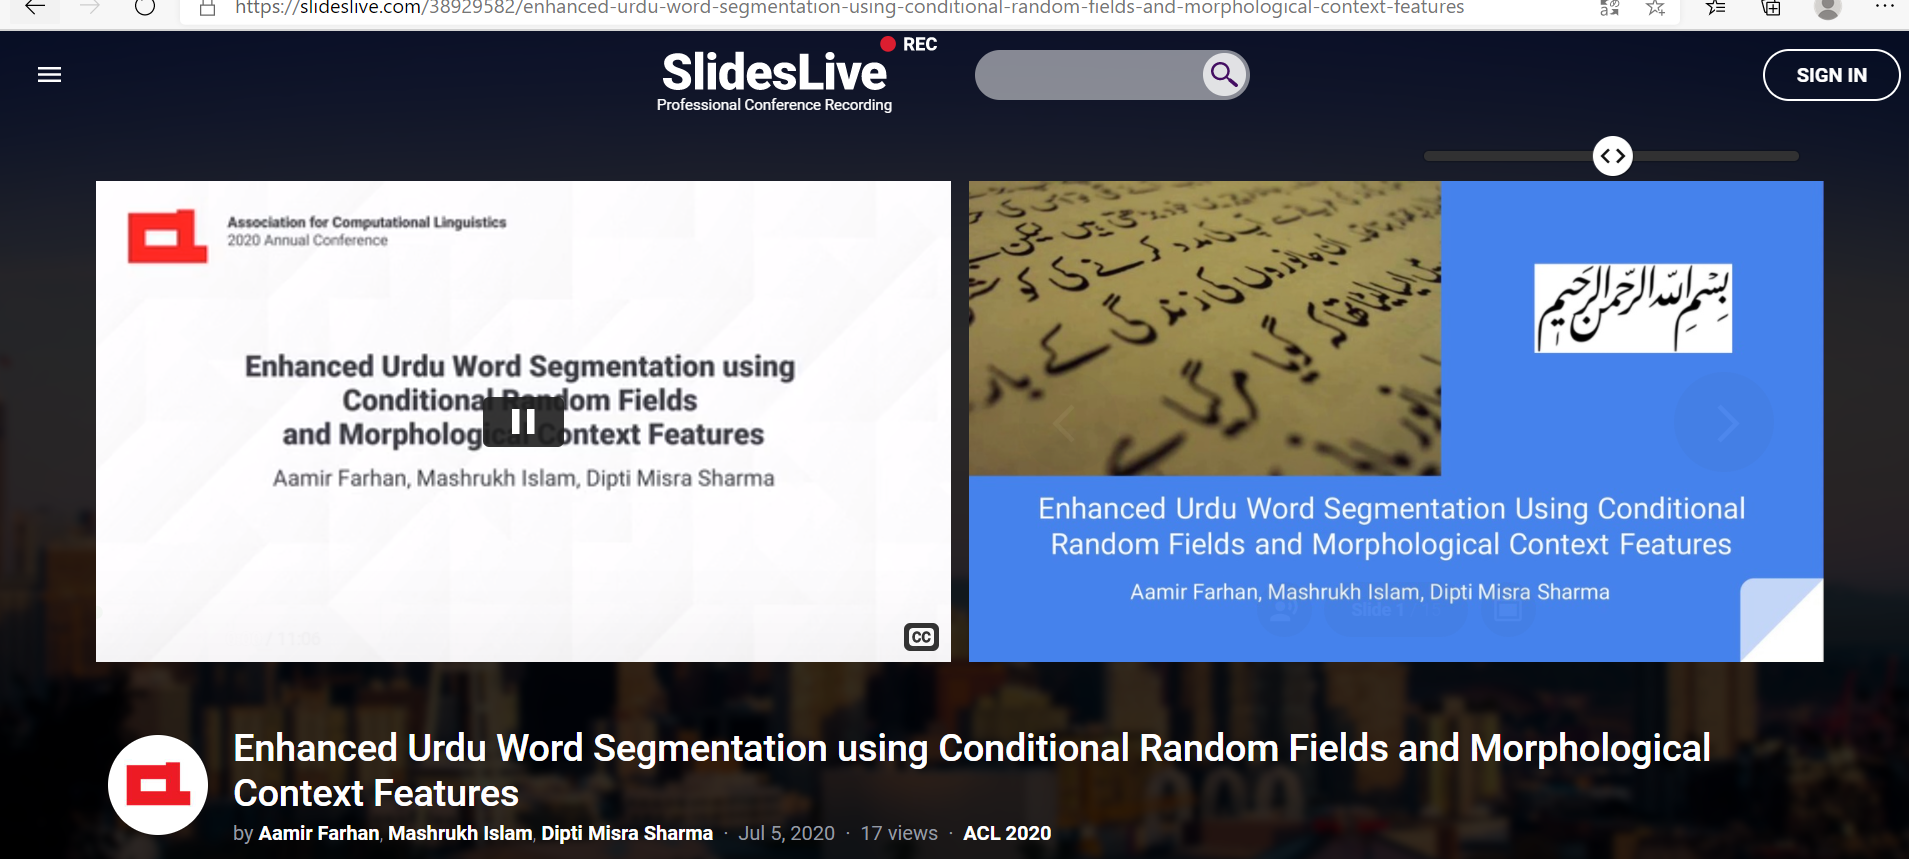 https://slideslive.com/38929582/enhanced-urdu-word-segmentation-using-conditional-random-fields-and-morphological-context-features
REC
SlidesLive
Professional Conference Recording
SIGN IN
Association for Computational Linguistics
2020 Annual Conference
Enhanced Urdu Word Segmentation using
Conditional Random Fields
and Morphological Context Features
Aamir Farhan, Mashrukh Islam, Dipti Misra Sharma
/ 11:06
CC
بِسْمِ اللّٰهِ الرَّحْمٰنِ الرَّحِيْمِ
Enhanced Urdu Word Segmentation Using Conditional
Random Fields and Morphological Context Features
Aamir Farhan, Mashrukh Islam, Dipti Misra Sharma
Slide 1
Enhanced Urdu Word Segmentation using Conditional Random Fields and Morphological
Context Features
by Aamir Farhan, Mashrukh Islam, Dipti Misra Sharma · Jul 5, 2020 · 17 views · ACL 2020